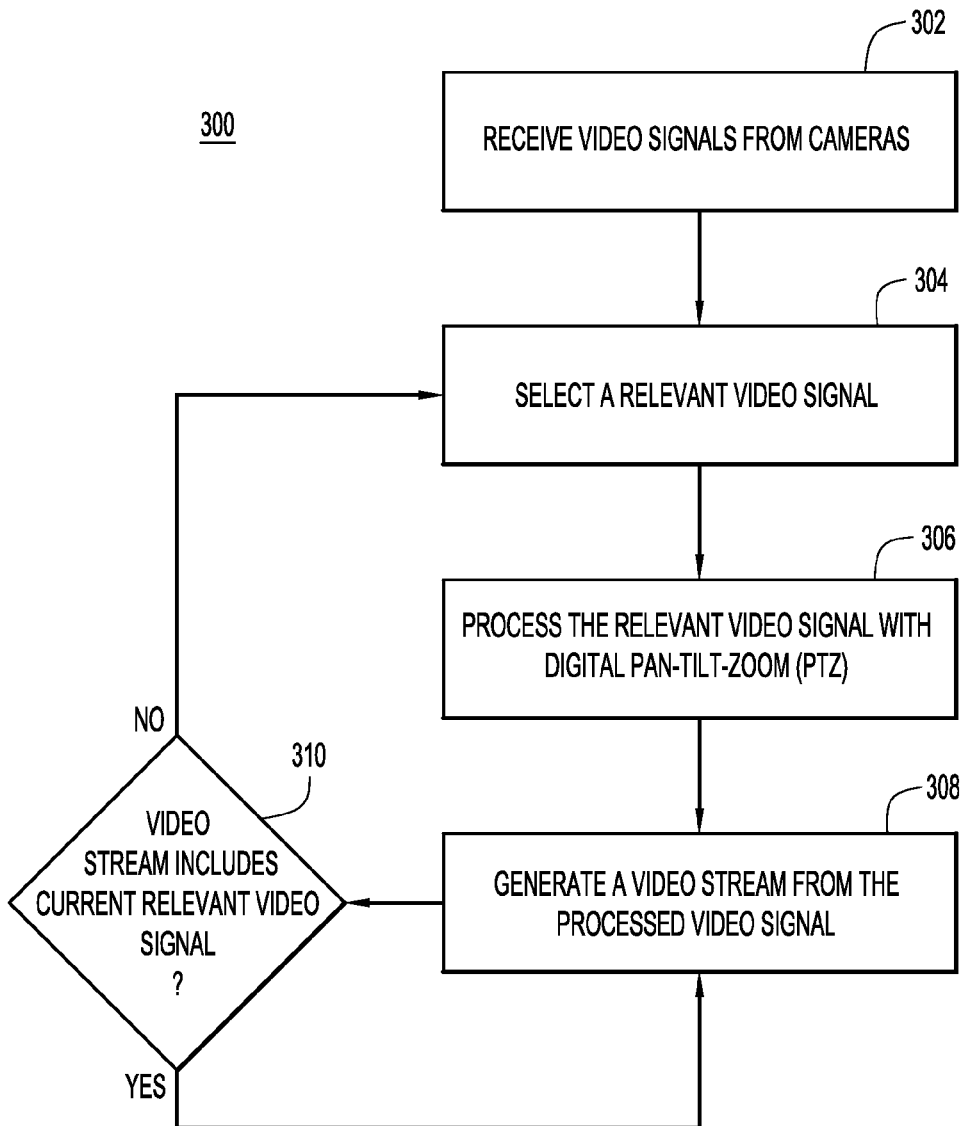 302
300
RECEIVE VIDEO SIGNALS FROM CAMERAS
304
SELECT A RELEVANT VIDEO SIGNAL
306
PROCESS THE RELEVANT VIDEO SIGNAL WITH
DIGITAL PAN-TILT-ZOOM (PTZ)
NO
310
308
VIDEO
STREAM INCLUDES
CURRENT RELEVANT VIDEO
SIGNAL
?
GENERATE A VIDEO STREAM FROM THE
PROCESSED VIDEO SIGNAL
YES